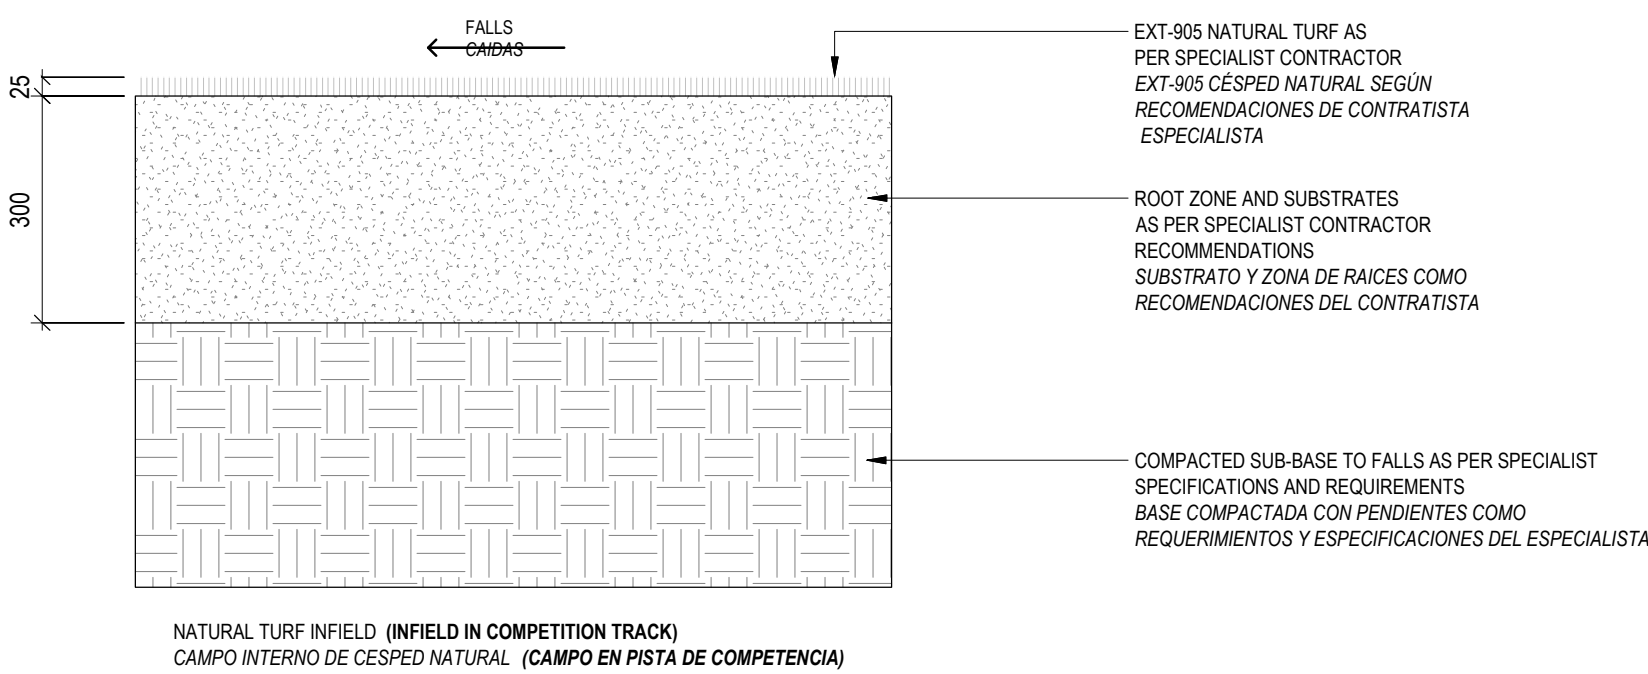 FALLS
CAIDAS
25
300
EXT-905 NATURAL TURF AS
PER SPECIALIST CONTRACTOR
EXT-905 CÉSPED NATURAL SEGÚN
RECOMENDACIONES DE CONTRATISTA
ESPECIALISTA
ROOT ZONE AND SUBSTRATES
AS PER SPECIALIST CONTRACTOR
RECOMMENDATIONS
SUBSTRATO Y ZONA DE RAICES COMO
RECOMENDACIONES DEL CONTRATISTA
COMPACTED SUB-BASE TO FALLS AS PER SPECIALIST
SPECIFICATIONS AND REQUIREMENTS
BASE COMPACTADA CON PENDIENTES COMO
REQUERIMIENTOS Y ESPECIFICACIONES DEL ESPECIALISTA
NATURAL TURF INFIELD (INFIELD IN COMPETITION TRACK)
CAMPO INTERNO DE CESPED NATURAL (CAMPO EN PISTA DE COMPETENCIA)